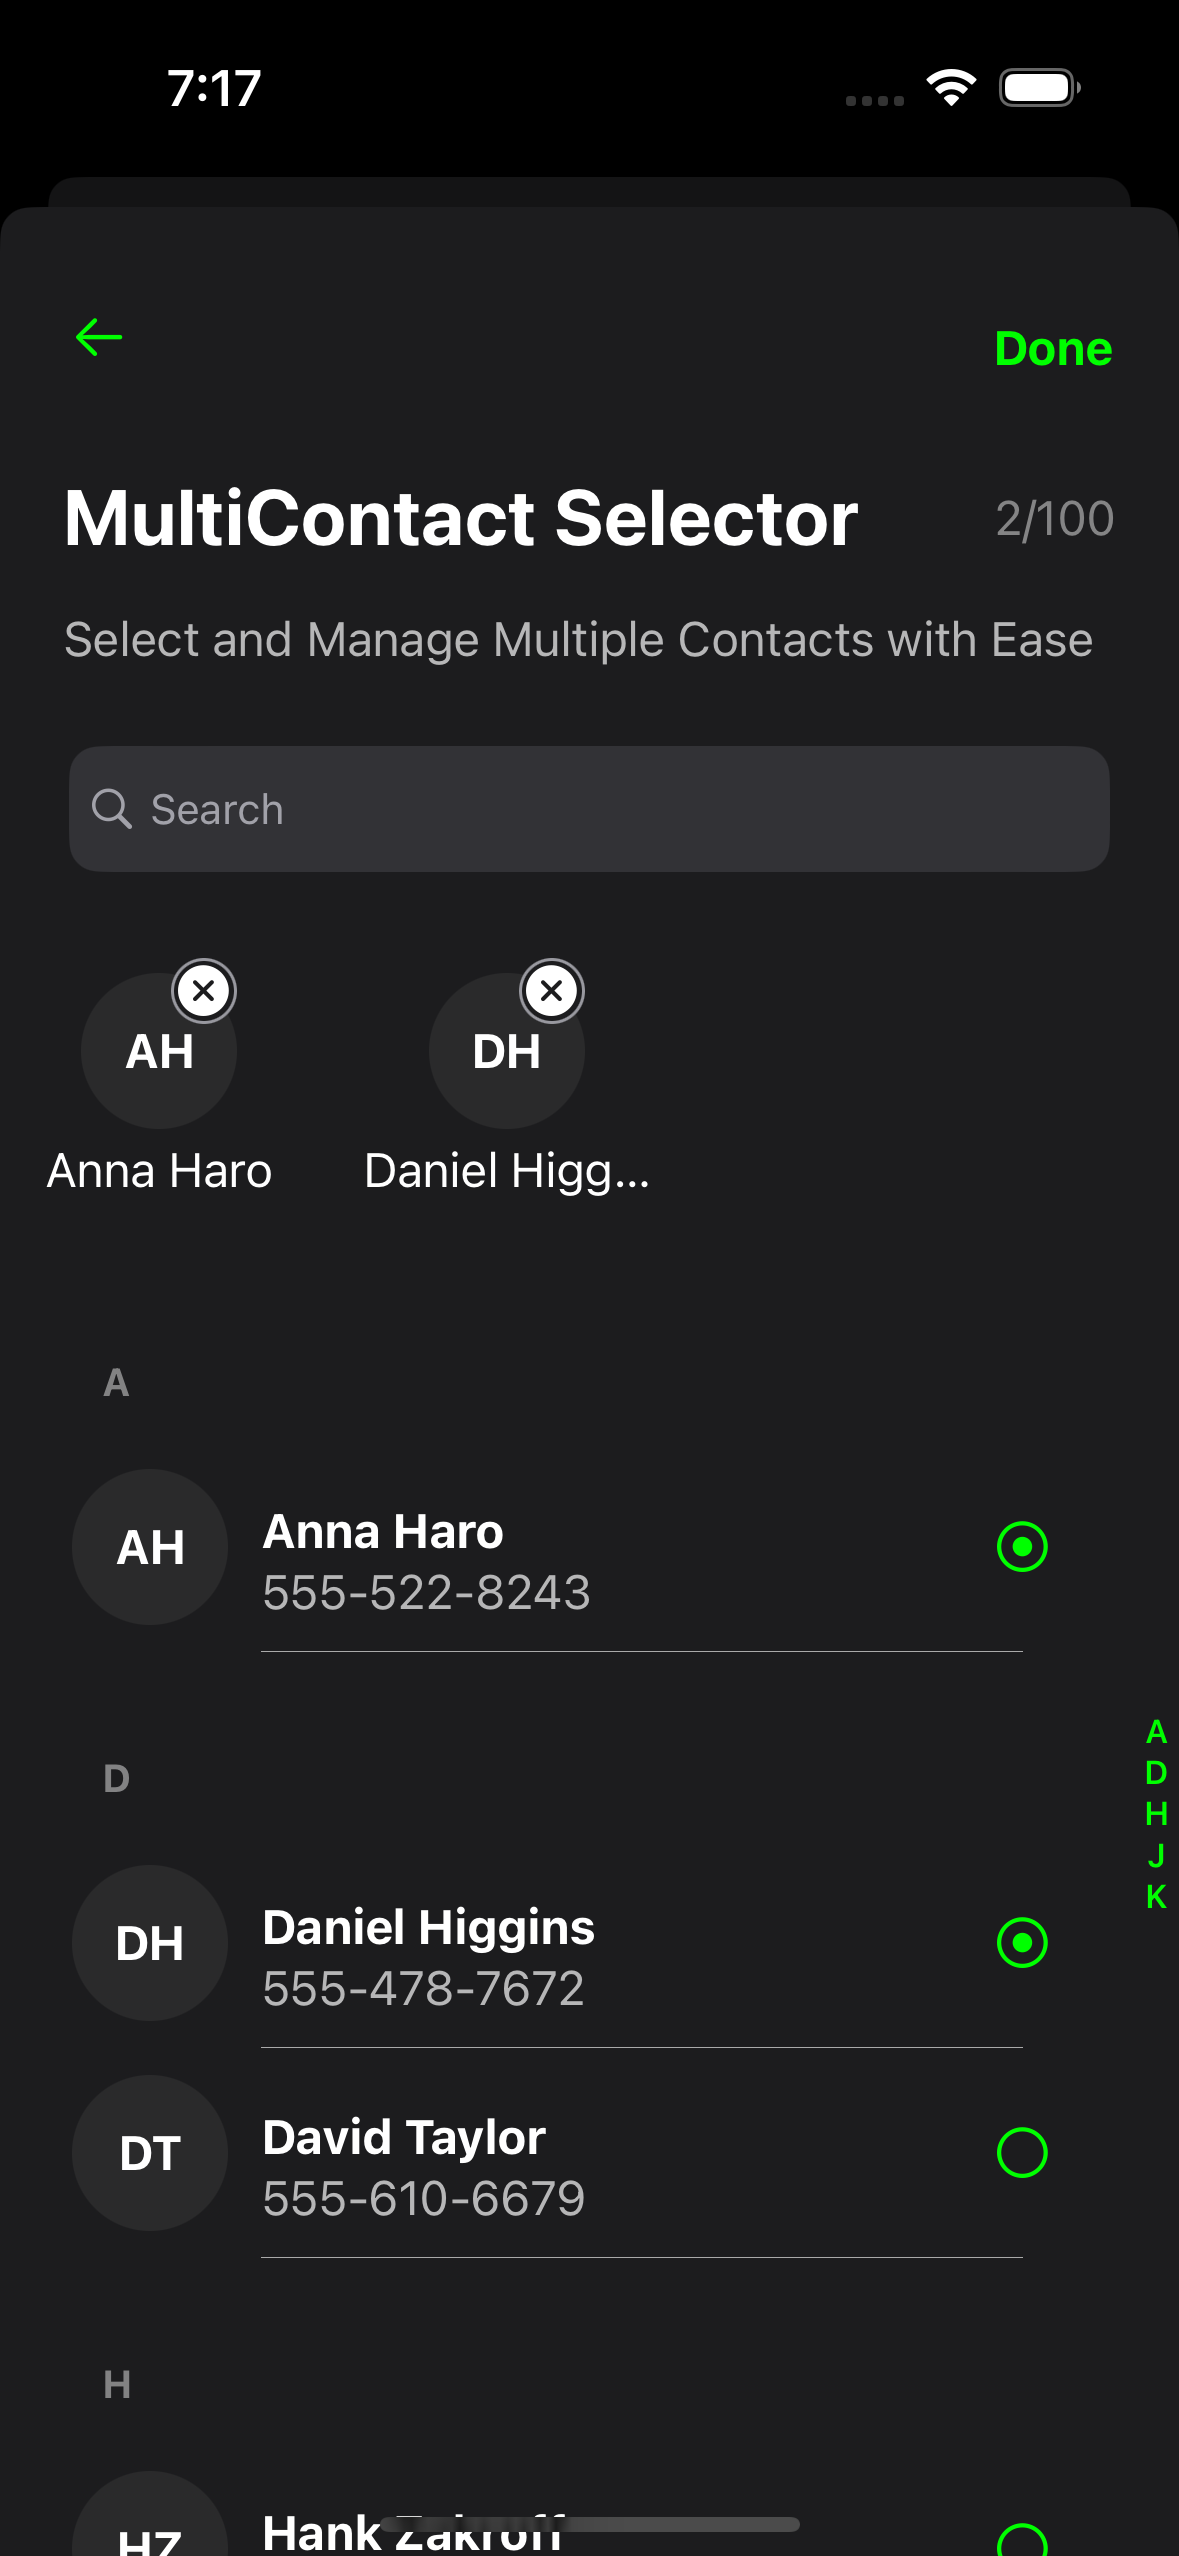 7:17
Done
MultiContact Selector
2/100
Select and Manage Multiple Contacts with Ease
Search
AH
DH
Anna Haro
Daniel Higg...
A
AH
Anna Haro
555-522-8243
A
D
H
J
K
D
DH
Daniel Higgins
555-478-7672
DT
David Taylor
555-610-6679
H
HZ
Hank Zakroff